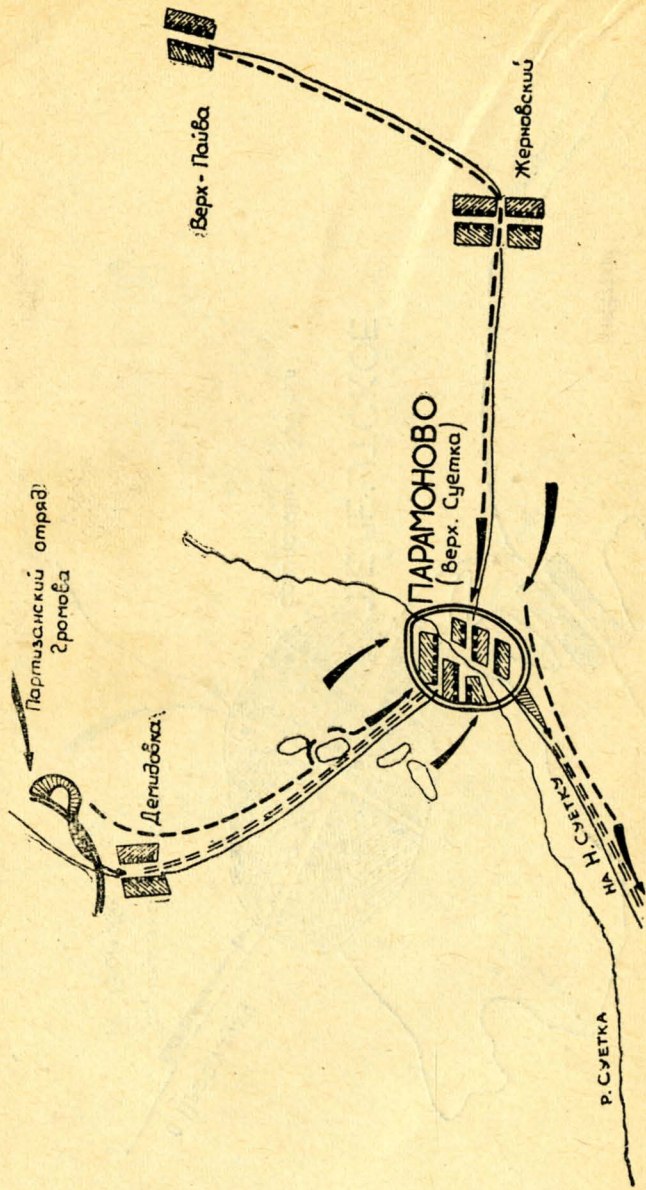 Верх-Пайва
Жерновский
ПАРАМОНОВО
(Верх. Суетка)
Партизанский отряд
Громова
Демидовка
НА Н. СУЕТКУ
Р. СУЕТКА